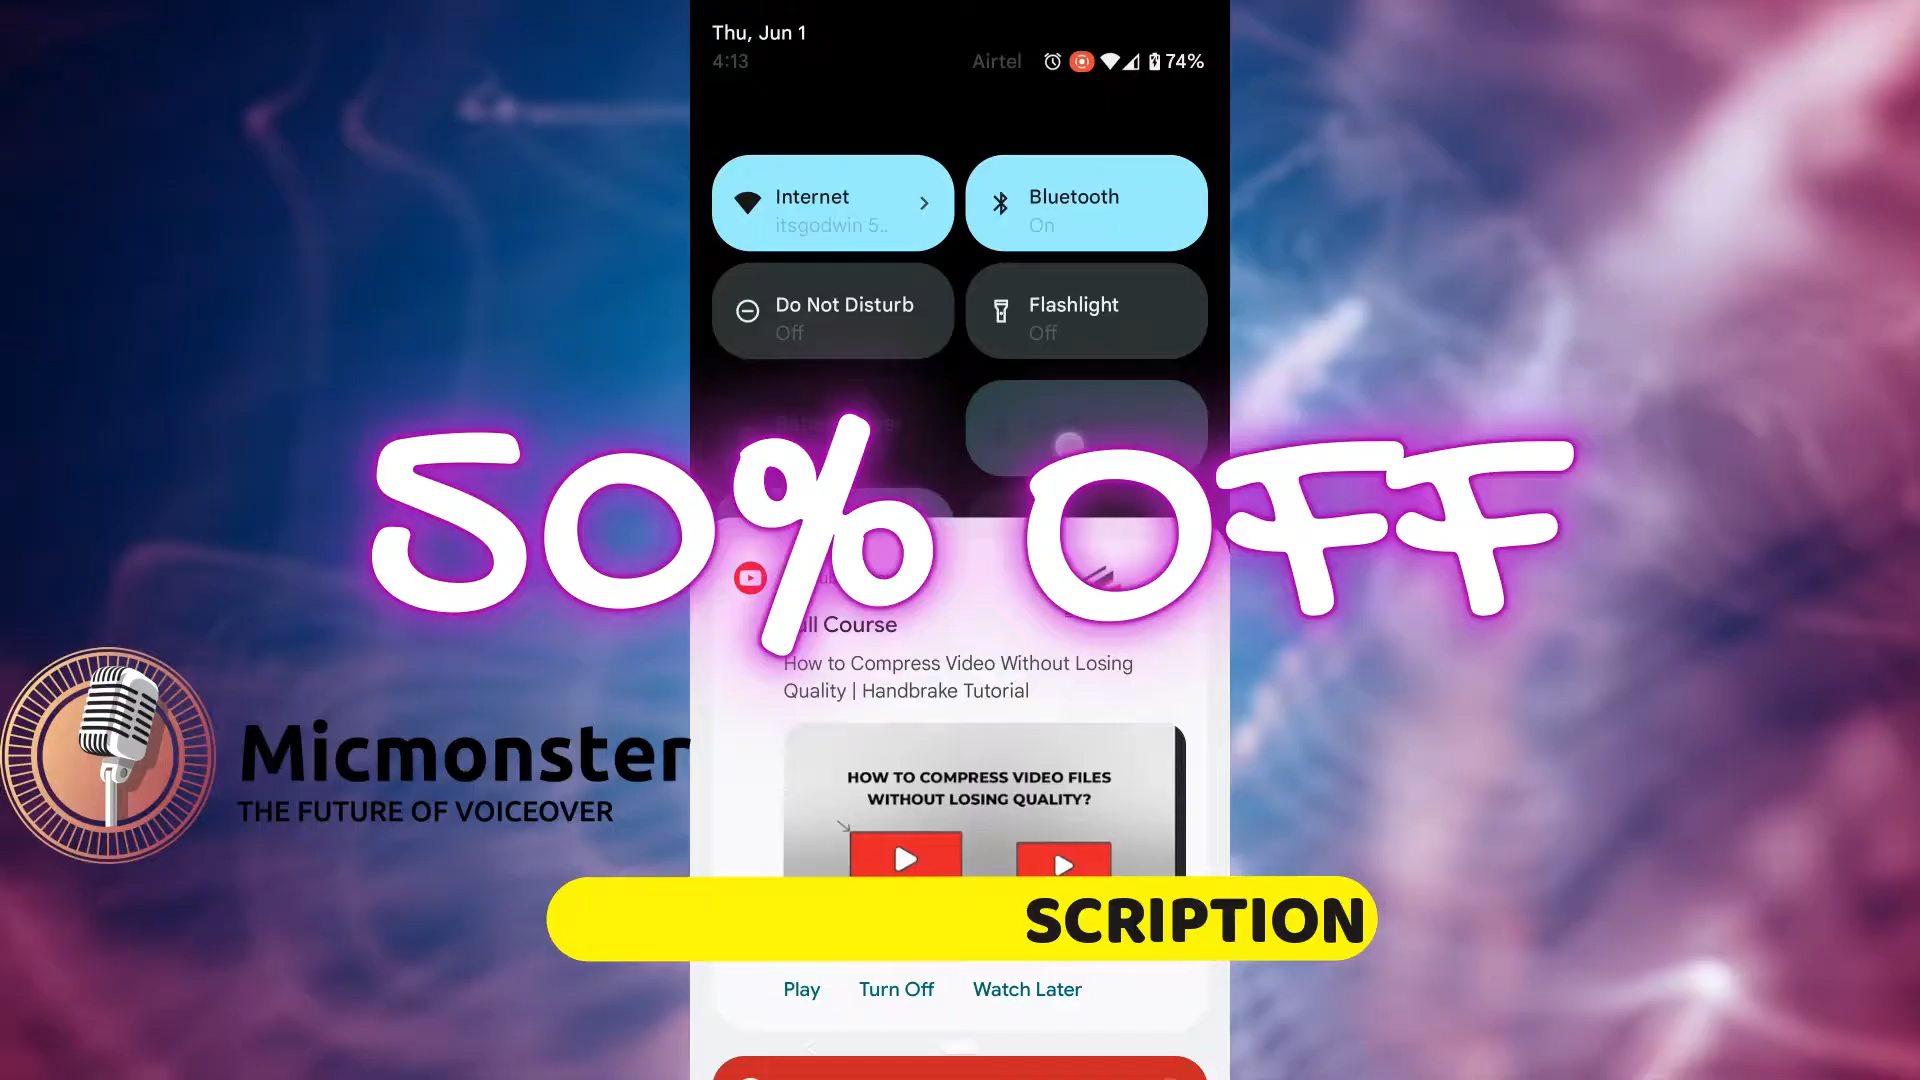 Thu, Jun 1
4:13
Airtel
74%
Internet
itsgodwin 5..
Bluetooth
On
Do Not Disturb
Off
Flashlight
Off
50% OFF
Course
How to Compress Video Without Losing
Quality | Handbrake Tutorial
Micmonster
THE FUTURE OF VOICEOVER
HOW TO COMPRESS VIDEO FILES
WITHOUT LOSING QUALITY?
SCRIPTION
Play
Turn Off
Watch Later